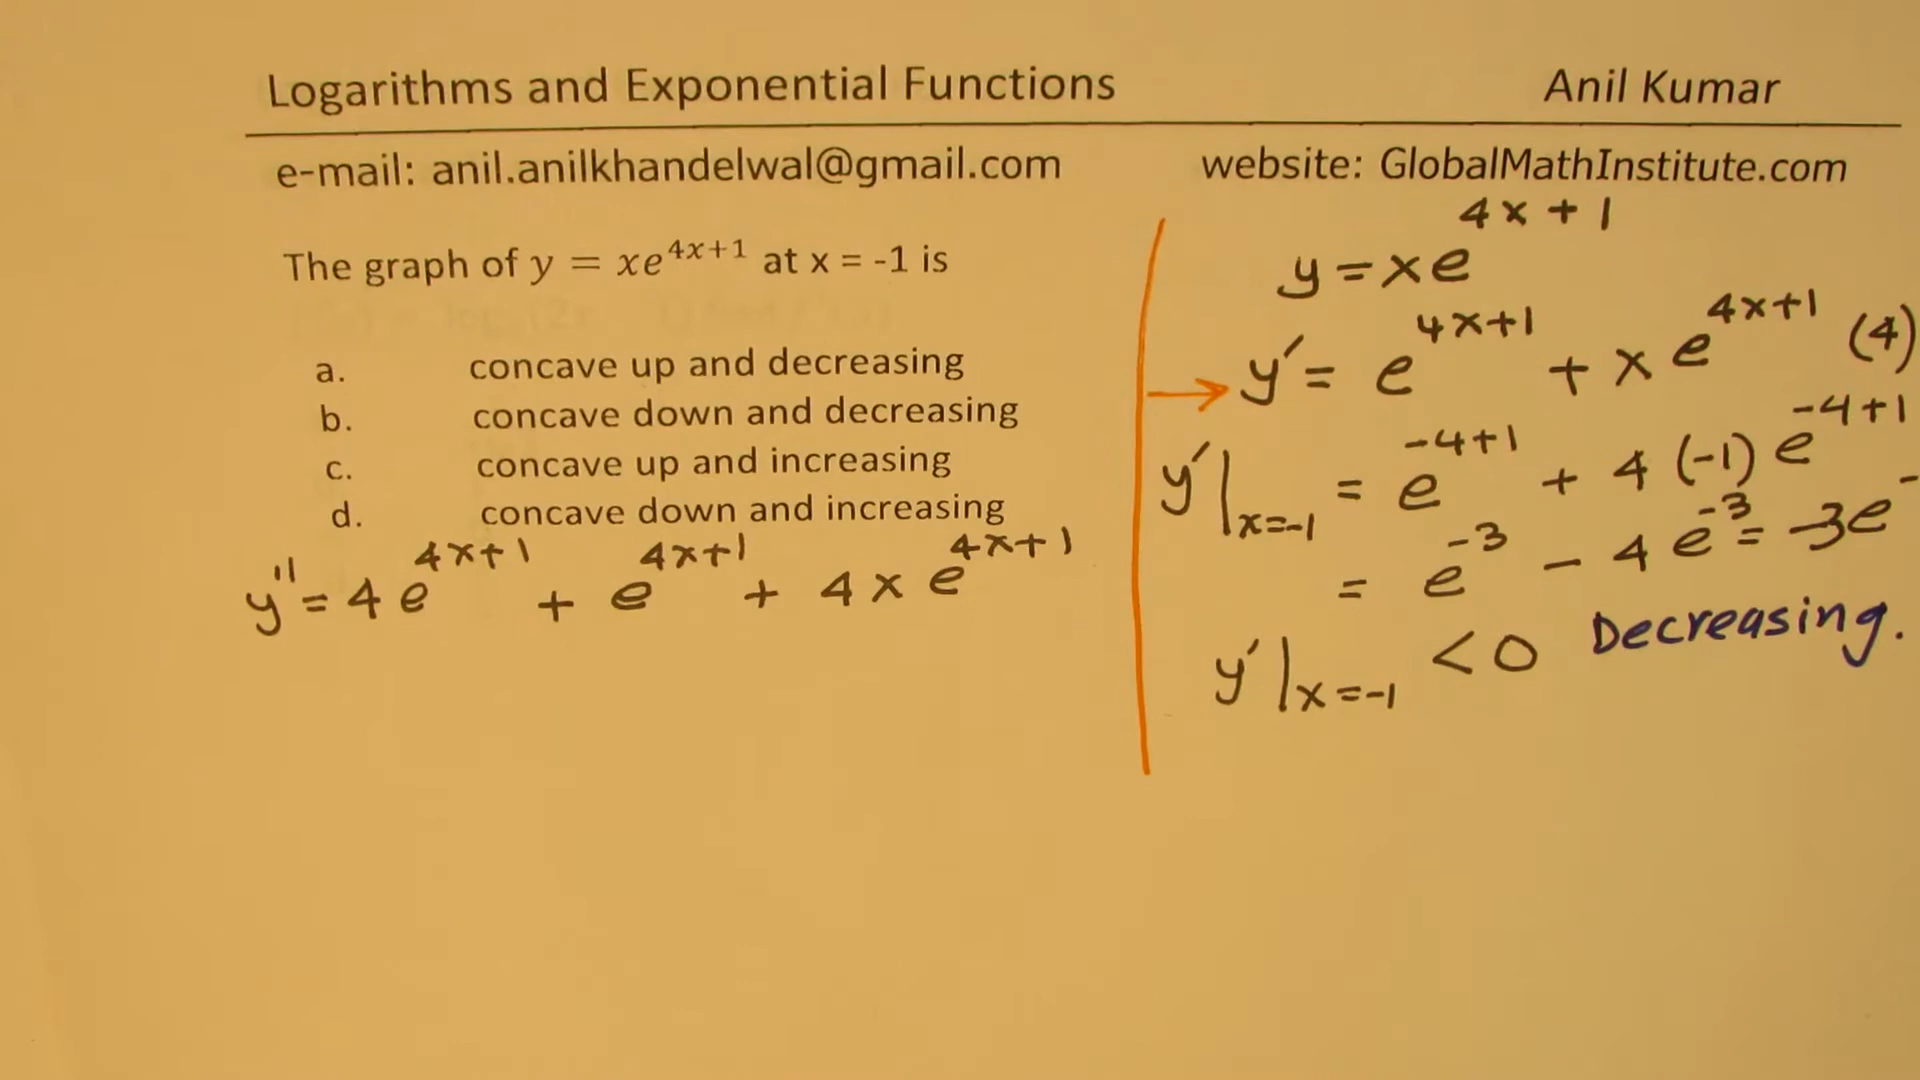 Logarithms and Exponential Functions Anil Kumar
e-mail: anil.anilkhandelwal@gmail.com website: GlobalMathInstitute.com
The graph of y = xe^{4x+1} at x = -1 is
a. concave up and decreasing
b. concave down and decreasing
c. concave up and increasing
d. concave down and increasing
y'' = 4e^{4x+1} + e^{4x+1} + 4xe^{4x+1}
y = xe^{4x+1}
y' = e^{4x+1} + xe^{4x+1} (4)
y'|_{x=-1} = e^{-4+1} + 4(-1)e^{-4+1}
= e^{-3} - 4e^{-3} = -3e^{-
y'|_{x=-1} < 0 Decreasing.